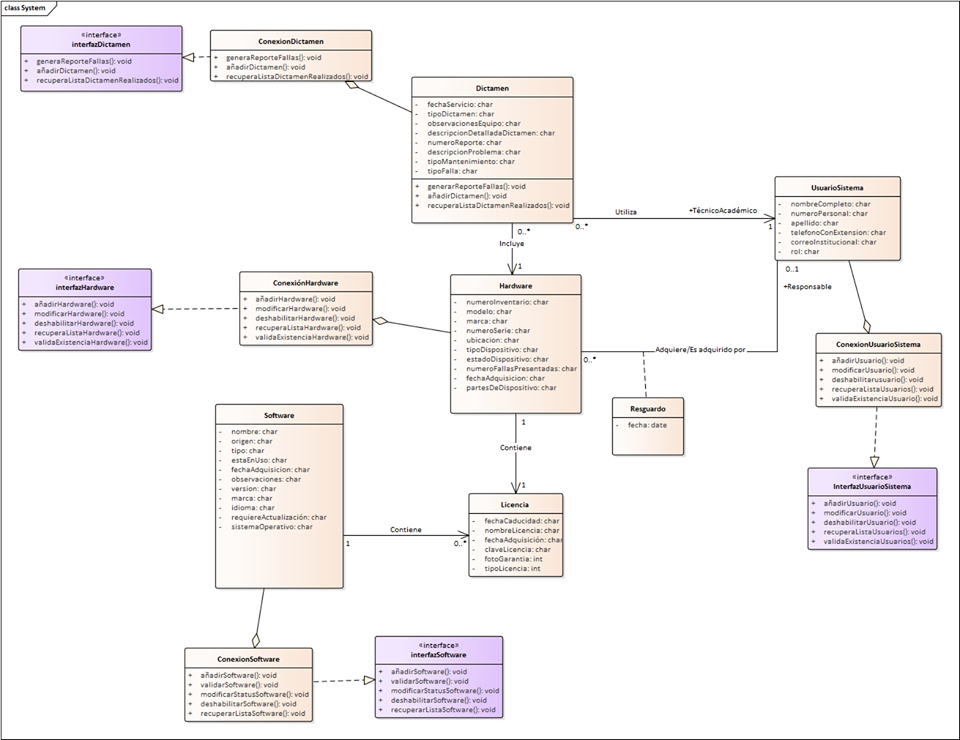 class System
«interface»
interfazDictamen
+ generaReporteFallas(): void
+ añadirDictamen(): void
+ recuperaListaDictamenRealizados(): void
ConexionDictamen
+ generaReporteFallas(): void
+ añadirDictamen(): void
+ recuperaListaDictamenRealizados(): void
Dictamen
- fechaServicio: char
- tipoDictamen: char
- observacionesEquipo: char
- descripcionDetalladaDictamen: char
- numeroReporte: char
- descripcionProblema: char
- tipoMantenimiento: char
- tipoFalla: char
+ generarReporteFallas(): void
+ añadirDictamen(): void
+ recuperaListaDictamenRealizados(): void
UsuarioSistema
- nombreCompleto: char
- numeroPersonal: char
- apellido: char
- telefonoConExtension: char
- correoInstitucional: char
- rol: char
Utiliza
+TécnicoAcadémico
0..*
1
0..*
Incluye
1
0..1
+Responsable
«interface»
interfazHardware
+ añadirHardware(): void
+ modificarHardware(): void
+ deshabilitarHardware(): void
+ recuperaListaHardware(): void
+ validaExistenciaHardware(): void
ConexiónHardware
+ añadirHardware(): void
+ modificarHardware(): void
+ deshabilitarHardware(): void
+ recuperaListaHardware(): void
+ validaExistenciaHardware(): void
Hardware
- numeroInventario: char
- modelo: char
- marca: char
- numeroSerie: char
- ubicacion: char
- tipoDispositivo: char
- estadoDispositivo: char
- numeroFallasPresentadas: char
- fechaAdquisicion: char
- partesDeDispositivo: char
Adquiere/Es adquirido por
0..*
ConexionUsuarioSistema
+ añadirUsuario(): void
+ modificarUsuario(): void
+ deshabilitarusuario(): void
+ recuperaListaUsuarios(): void
+ validaExistenciaUsuario(): void
Resguardo
- fecha: date
Software
- nombre: char
- origen: char
- tipo: char
- estaEnUso: char
- fechaAdquisicion: char
- observaciones: char
- version: char
- marca: char
- idioma: char
- requiereActualización: char
- sistemaOperativo: char
1
Contiene
1
Licencia
- fechaCaducidad: char
- nombreLicencia: char
- fechaAdquisición: char
- claveLicencia: char
- fotoGarantia: int
- tipoLicencia: int
Contiene
1
0..*
«interface»
InterfazUsuarioSistema
+ añadirUsuario(): void
+ modificarUsuario(): void
+ deshabilitarUsuario(): void
+ recuperaListaUsuarios(): void
+ validaExistenciaUsuarios(): void
ConexionSoftware
+ añadirSoftware(): void
+ validarSoftware(): void
+ modificarStatusSoftware(): void
+ deshabilitarSoftware(): void
+ recuperarListaSoftware(): void
«interface»
interfazSoftware
+ añadirSoftware(): void
+ validarSoftware(): void
+ modificarStatusSoftware(): void
+ deshabilitarSoftware(): void
+ recuperarListaSoftware(): void